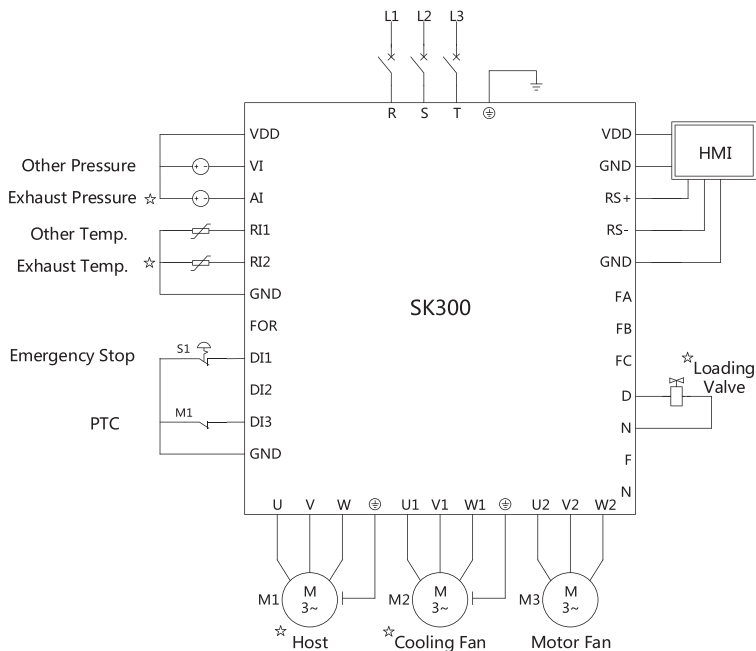 L1 L2 L3
R S T
VDD
Other Pressure VI
Exhaust Pressure ☆ AI
Other Temp. RI1
Exhaust Temp. ☆ RI2
GND
FOR
Emergency Stop S1 DI1
DI2
PTC M1 DI3
GND
SK300
VDD
GND
HMI
RS+
RS-
GND
FA
FB
FC
☆ Loading
Valve
D
N
F
N
U V W U1 V1 W1 U2 V2 W2
M1 M
3~
M2 M
3~
M3 M
3~
☆ Host ☆ Cooling Fan Motor Fan